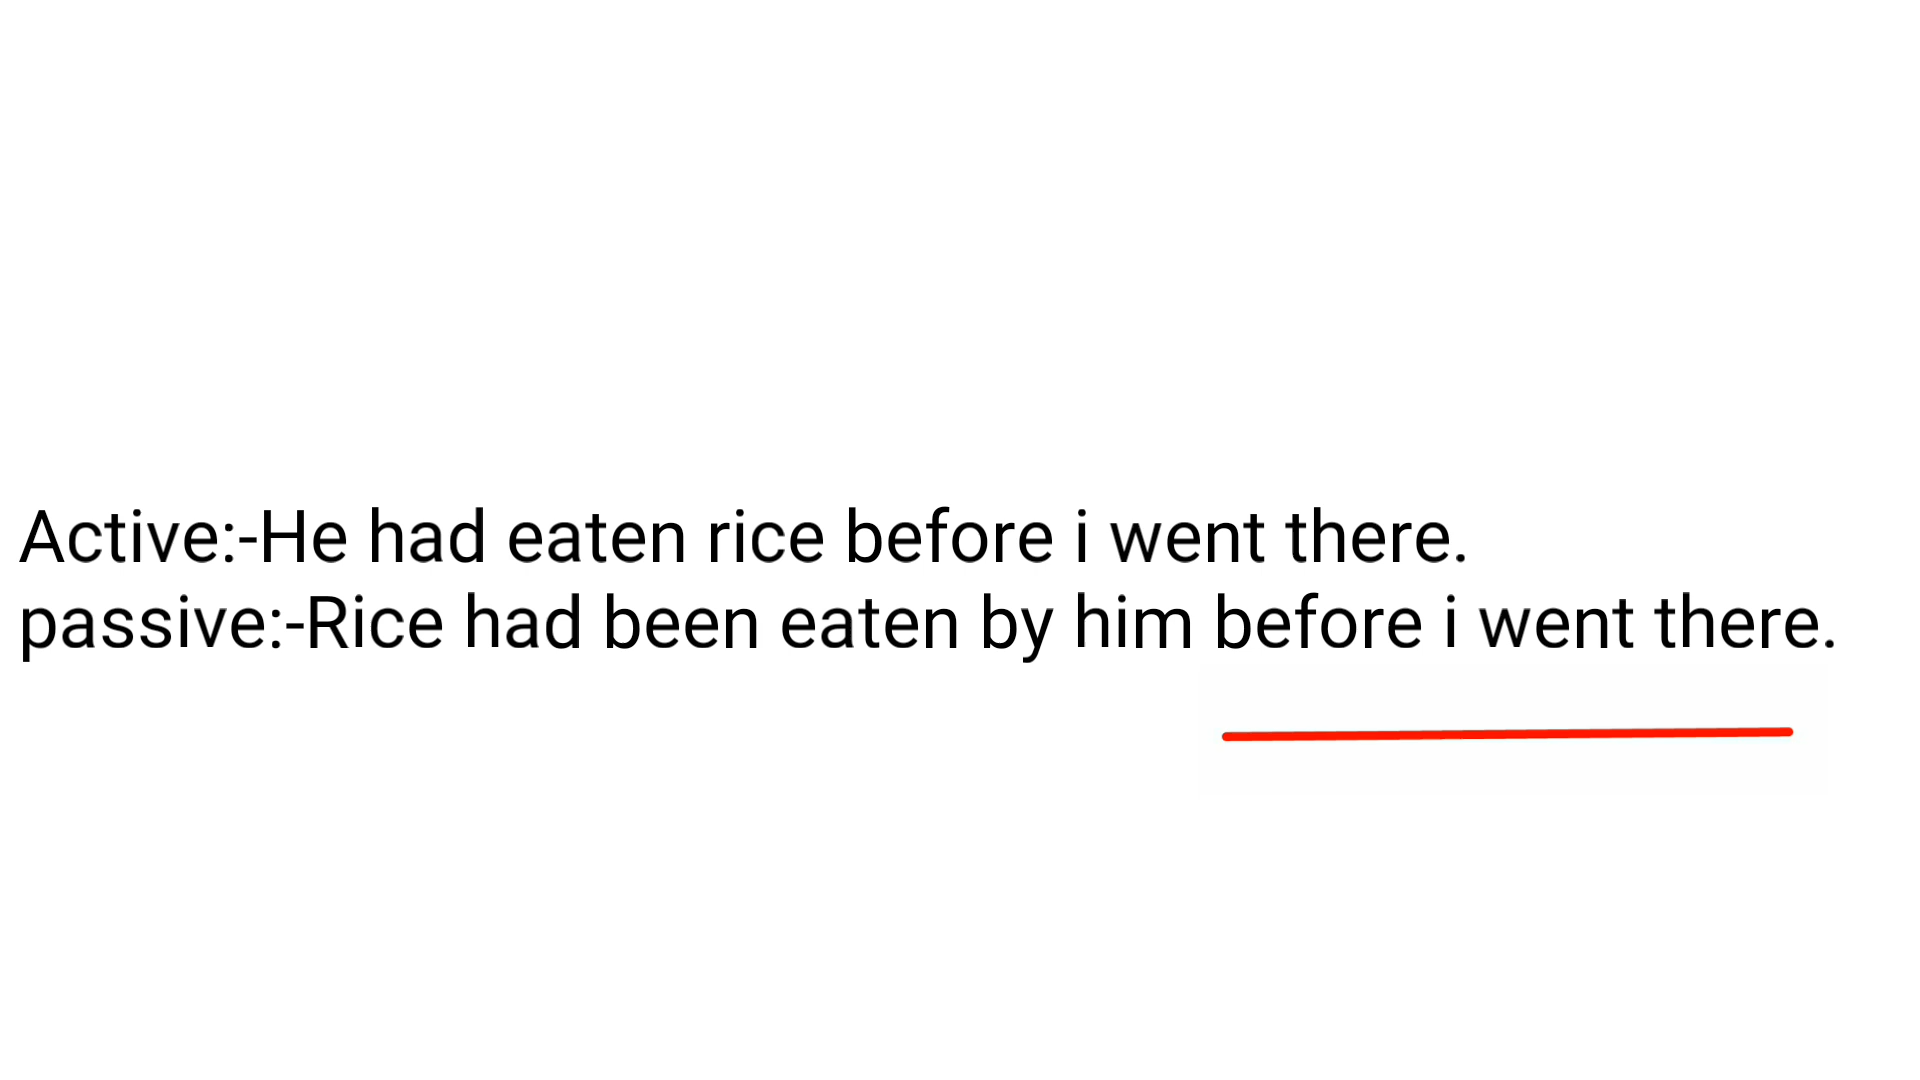 Active:-He had eaten rice before i went there.
passive:-Rice had been eaten by him before i went there.